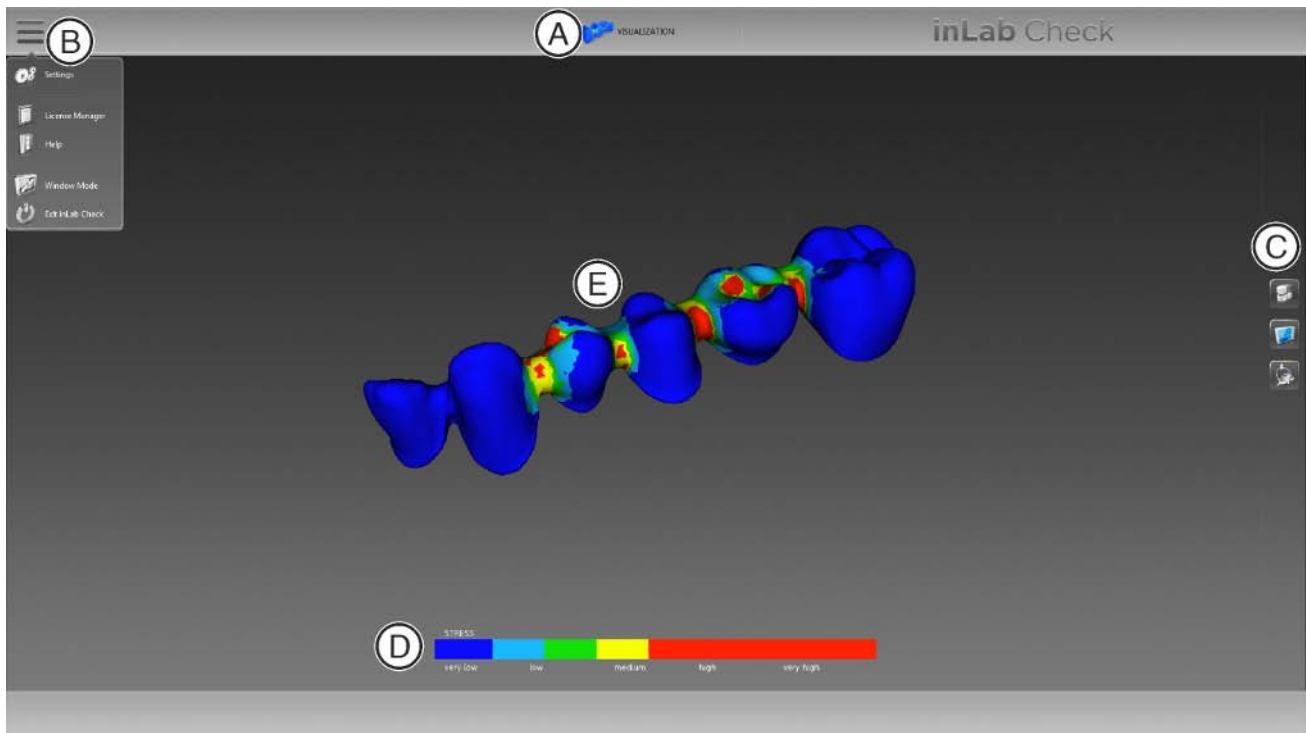 B
A
VISUALIZATION
inLab Check
Settings
License Manager
Help
Window Mode
Exit inLab Check
C
E
D
STRESS
very low low medium high very high